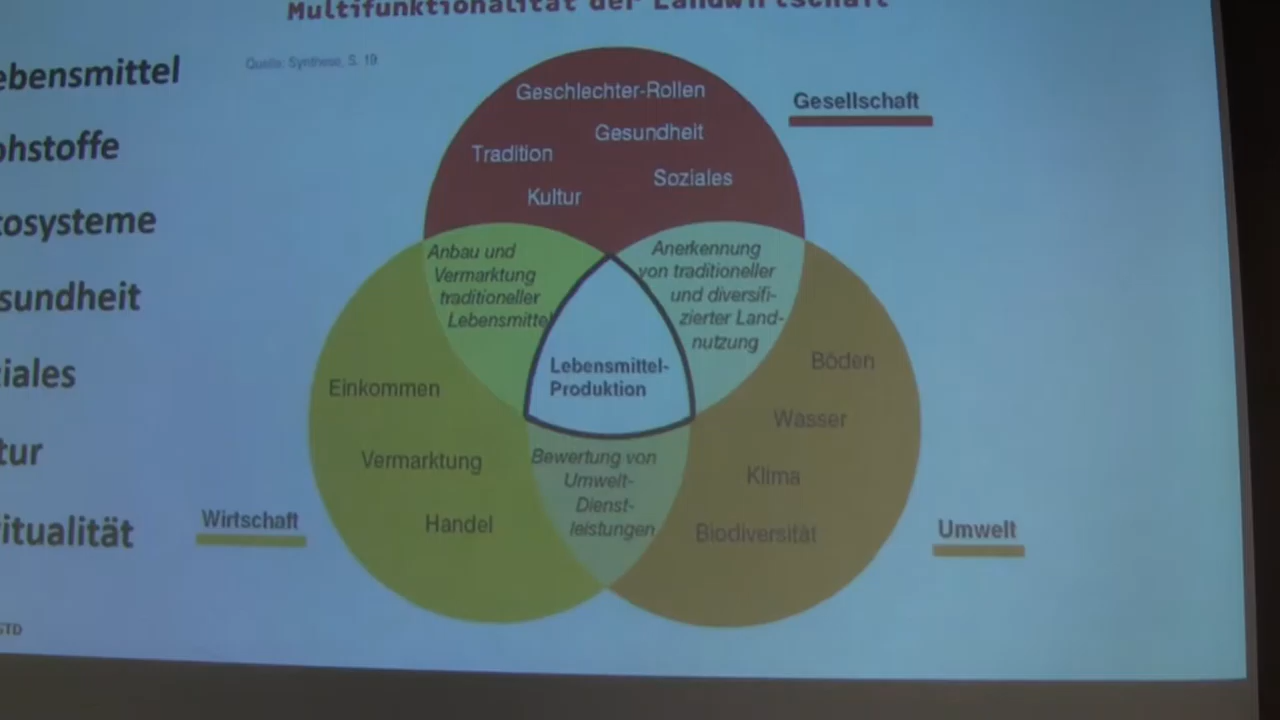 Multifunktionalität der Landwirtschaft
Quelle: Synthese, S. 19
ebensmittel
ohstoffe
cosysteme
sundheit
iales
tur
itualität
STD
Geschlechter-Rollen
Gesundheit
Tradition
Soziales
Kultur
Gesellschaft
Anbau und
Vermarktung
traditioneller
Lebensmittel
Anerkennung
von traditioneller
und diversifi-
zierter Land-
nutzung
Lebensmittel-
Produktion
Einkommen
Vermarktung
Handel
Wirtschaft
Bewertung von
Umwelt-
Dienst-
leistungen
Böden
Wasser
Klima
Biodiversität
Umwelt